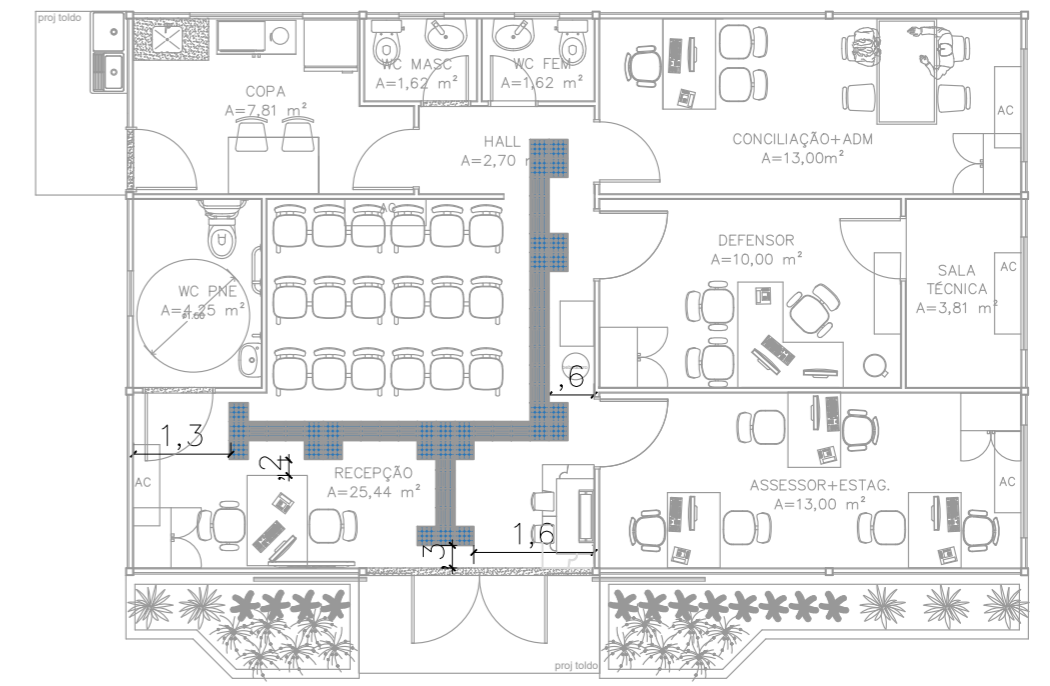 proj toldo
WC MASC
A=1,62 m²
WC FEM
A=1,62 m²
COPA
A=7,81 m²
HALL
A=2,70
AC
CONCILIAÇÃO+ADM
A=13,00m²
AC
DEFENSOR
A=10,00 m²
SALA
TÉCNICA
A=3,81 m²
AC
WC PNE
A=4,25 m²
,6
1,3
,2
RECEPÇÃO
A=25,44 m²
AC
ASSESSOR+ESTAG.
A=13,00 m²
AC
1,6
,3
proj toldo